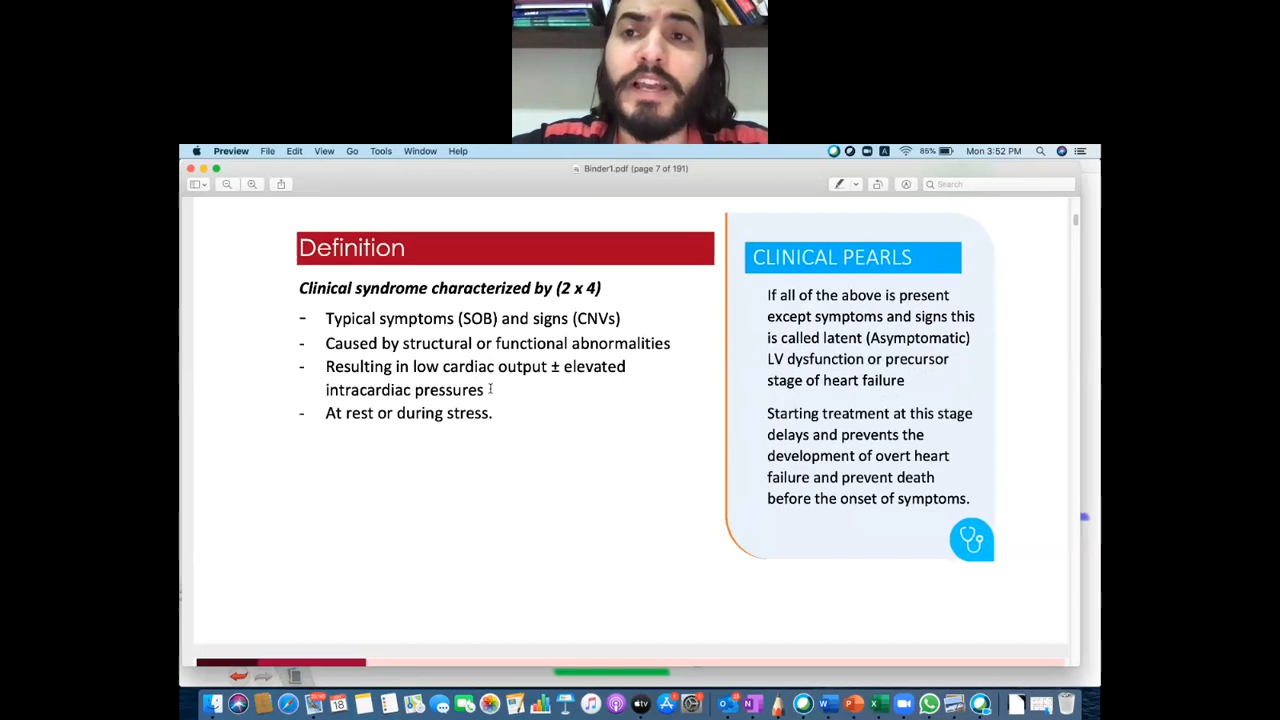 Preview File Edit View Go Tools Window Help
85% Mon 3:52 PM
Binder1.pdf (page 7 of 191)
Search
Definition
Clinical syndrome characterized by (2 x 4)
- Typical symptoms (SOB) and signs (CNVs)
- Caused by structural or functional abnormalities
- Resulting in low cardiac output ± elevated
intracardiac pressures
- At rest or during stress.
CLINICAL PEARLS
If all of the above is present
except symptoms and signs this
is called latent (Asymptomatic)
LV dysfunction or precursor
stage of heart failure
Starting treatment at this stage
delays and prevents the
development of overt heart
failure and prevent death
before the onset of symptoms.